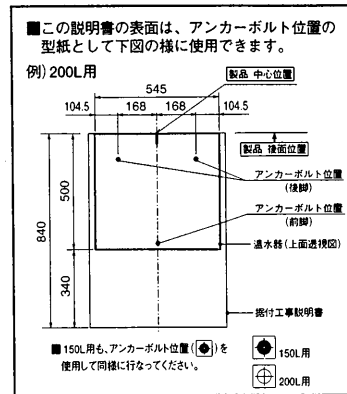 ■この説明書の表面は、アンカーボルト位置の
型紙として下図の様に使用できます。
例) 200L用
545
製品 中心位置
104.5
168
168
104.5
製品 後面位置
アンカーボルト位置
(後脚)
500
840
アンカーボルト位置
(前脚)
温水器(上面透視図)
340
据付工事説明書
■150L用も、アンカーボルト位置( )を
使用して同様に行なってください。
150L用
200L用